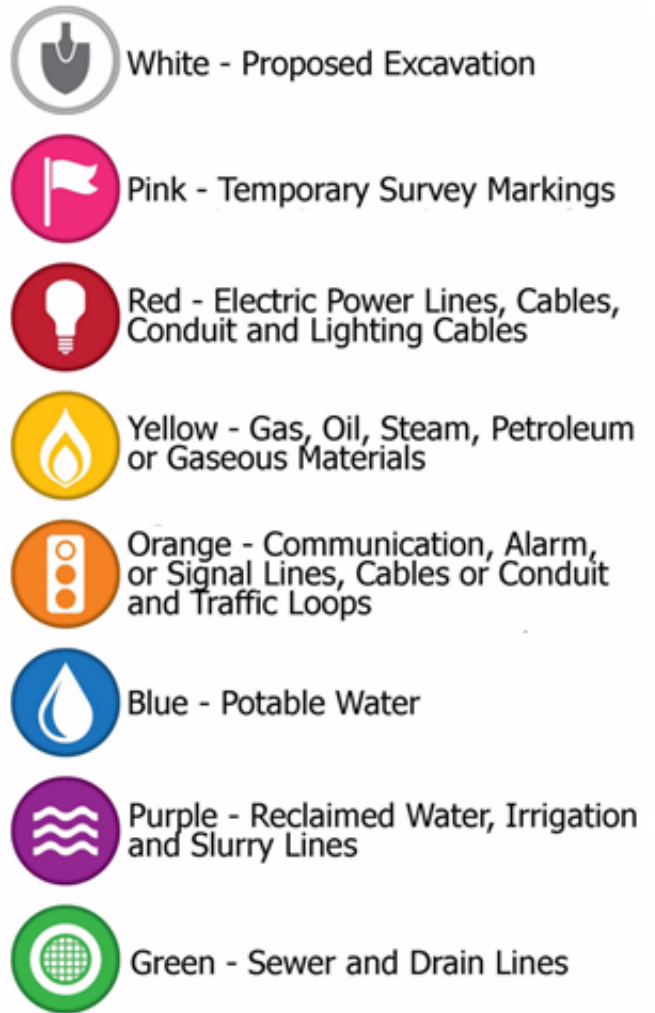 White - Proposed Excavation
Pink - Temporary Survey Markings
Red - Electric Power Lines, Cables,
Conduit and Lighting Cables
Yellow - Gas, Oil, Steam, Petroleum
or Gaseous Materials
Orange - Communication, Alarm,
or Signal Lines, Cables or Conduit
and Traffic Loops
Blue - Potable Water
Purple - Reclaimed Water, Irrigation
and Slurry Lines
Green - Sewer and Drain Lines